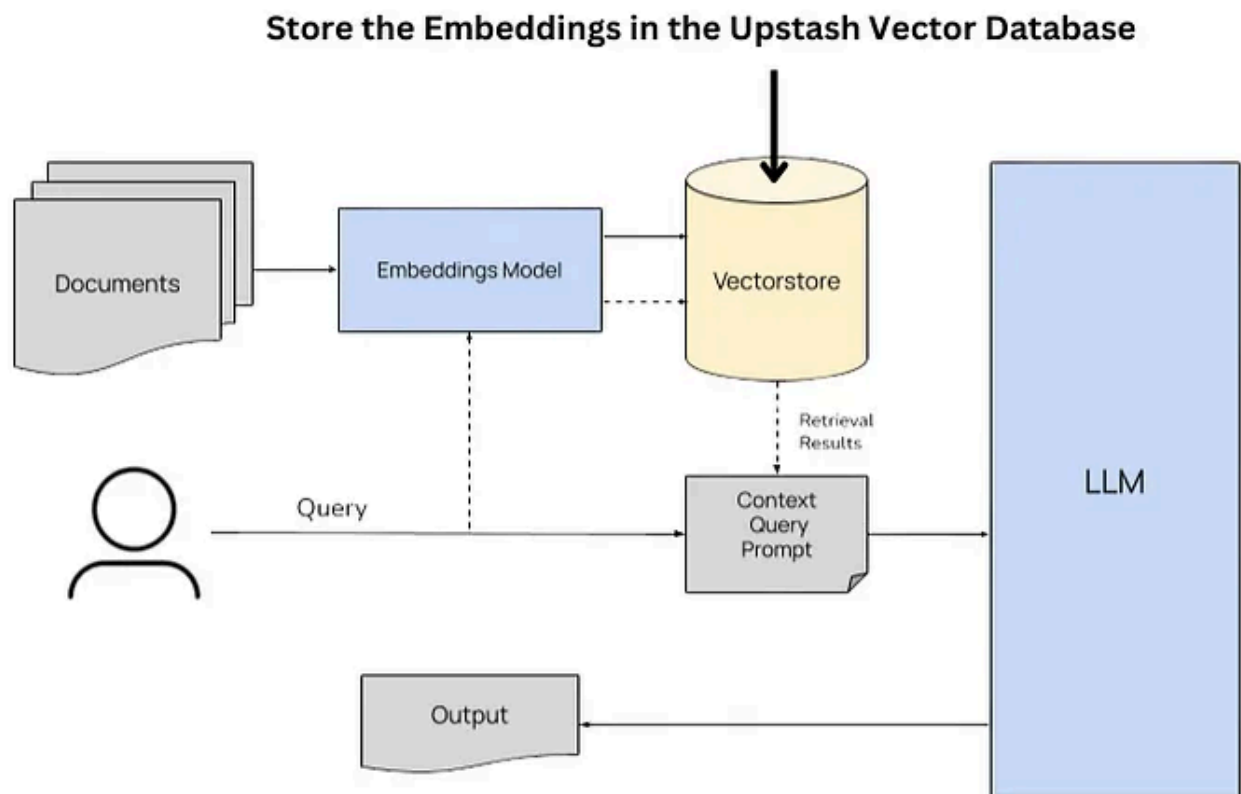 Store the Embeddings in the Upstash Vector Database
Documents
Embeddings Model
Vectorstore
Retrieval
Results
Query
Context
Query
Prompt
LLM
Output